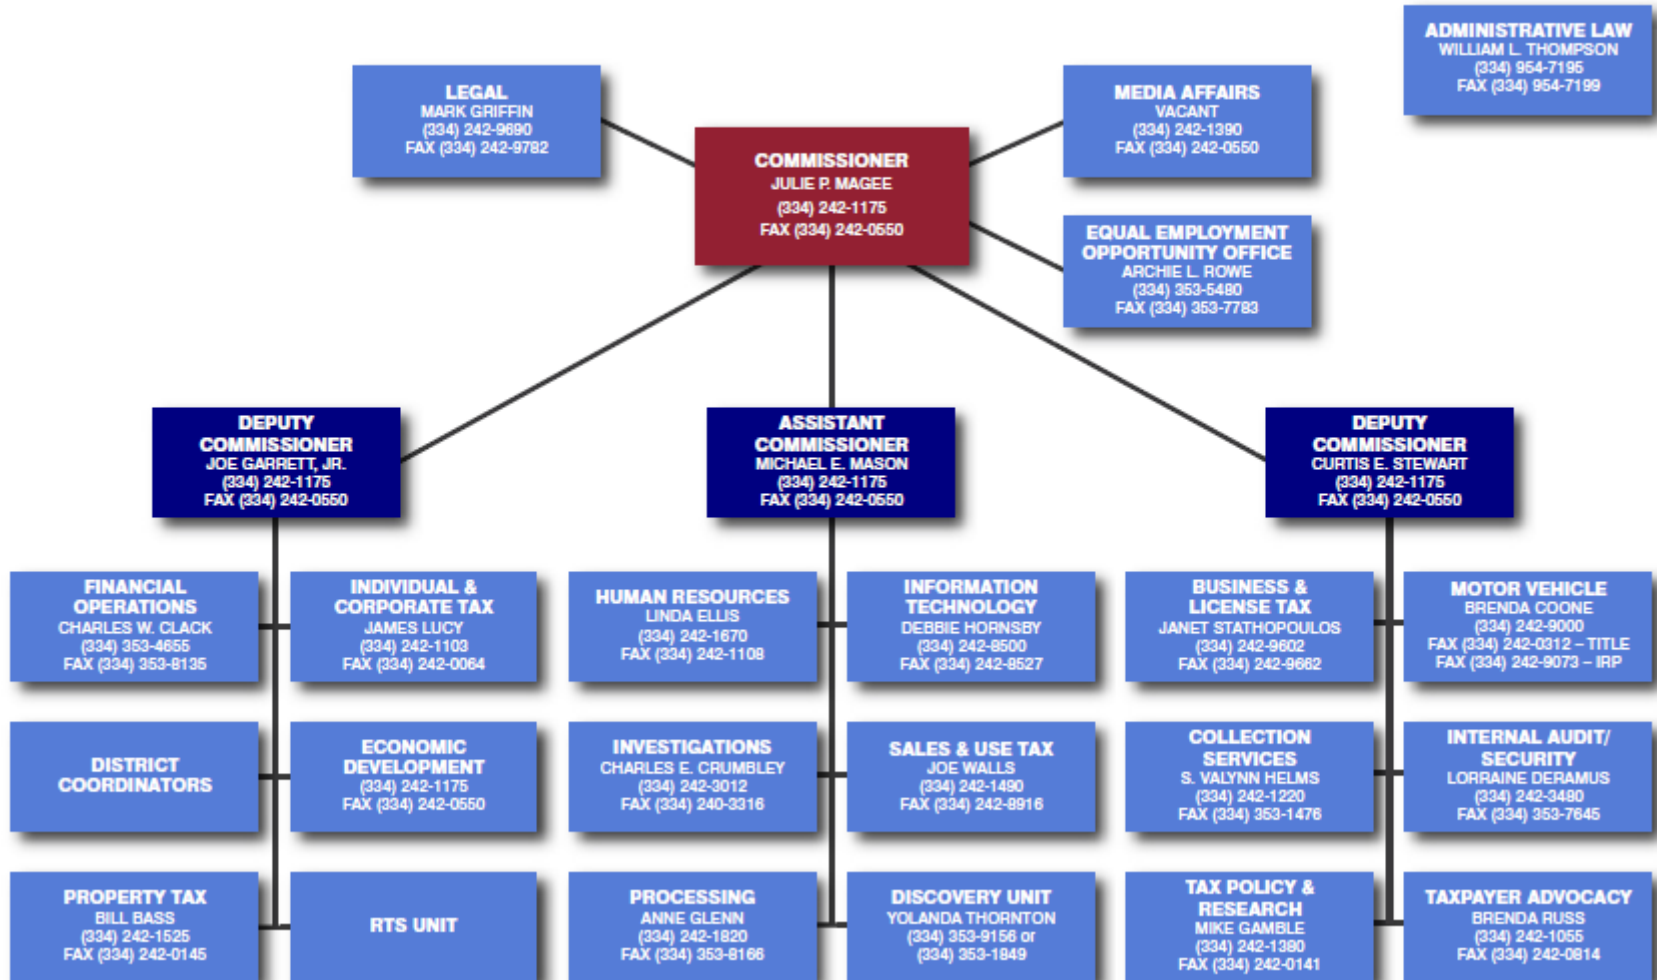 ADMINISTRATIVE LAW
WILLIAM L. THOMPSON
(334) 954-7195
FAX (334) 954-7199
LEGAL
MARK GRIFFIN
(334) 242-9690
FAX (334) 242-9782
MEDIA AFFAIRS
VACANT
(334) 242-1390
FAX (334) 242-0550
COMMISSIONER
JULIE P. MAGEE
(334) 242-1175
FAX (334) 242-0550
EQUAL EMPLOYMENT
OPPORTUNITY OFFICE
ARCHIE L. ROWE
(334) 353-5480
FAX (334) 353-7783
DEPUTY
COMMISSIONER
JOE GARRETT, JR.
(334) 242-1175
FAX (334) 242-0550
ASSISTANT
COMMISSIONER
MICHAEL E. MASON
(334) 242-1175
FAX (334) 242-0550
DEPUTY
COMMISSIONER
CURTIS E. STEWART
(334) 242-1175
FAX (334) 242-0550
FINANCIAL
OPERATIONS
CHARLES W. CLACK
(334) 353-4655
FAX (334) 353-8135
INDIVIDUAL &
CORPORATE TAX
JAMES LUCY
(334) 242-1103
FAX (334) 242-0064
HUMAN RESOURCES
LINDA ELLIS
(334) 242-1670
FAX (334) 242-1108
INFORMATION
TECHNOLOGY
DEBBIE HORNSBY
(334) 242-8500
FAX (334) 242-8527
BUSINESS &
LICENSE TAX
JANET STATHOPOULOS
(334) 242-9602
FAX (334) 242-9662
MOTOR VEHICLE
BRENDA COONE
(334) 242-9000
FAX (334) 242-0312 – TITLE
FAX (334) 242-9073 – IRP
DISTRICT
COORDINATORS
ECONOMIC
DEVELOPMENT
(334) 242-1175
FAX (334) 242-0550
INVESTIGATIONS
CHARLES E. CRUMBLEY
(334) 242-3012
FAX (334) 240-3316
SALES & USE TAX
JOE WALLS
(334) 242-1490
FAX (334) 242-8916
COLLECTION
SERVICES
S. VALYNN HELMS
(334) 242-1220
FAX (334) 353-1476
INTERNAL AUDIT/
SECURITY
LORRAINE DERAMUS
(334) 242-3480
FAX (334) 353-7645
PROPERTY TAX
BILL BASS
(334) 242-1525
FAX (334) 242-0145
RTS UNIT
PROCESSING
ANNE GLENN
(334) 242-1820
FAX (334) 353-8166
DISCOVERY UNIT
YOLANDA THORNTON
(334) 353-9156 or
(334) 353-1849
TAX POLICY &
RESEARCH
MIKE GAMBLE
(334) 242-1380
FAX (334) 242-0141
TAXPAYER ADVOCACY
BRENDA RUSS
(334) 242-1055
FAX (334) 242-0814